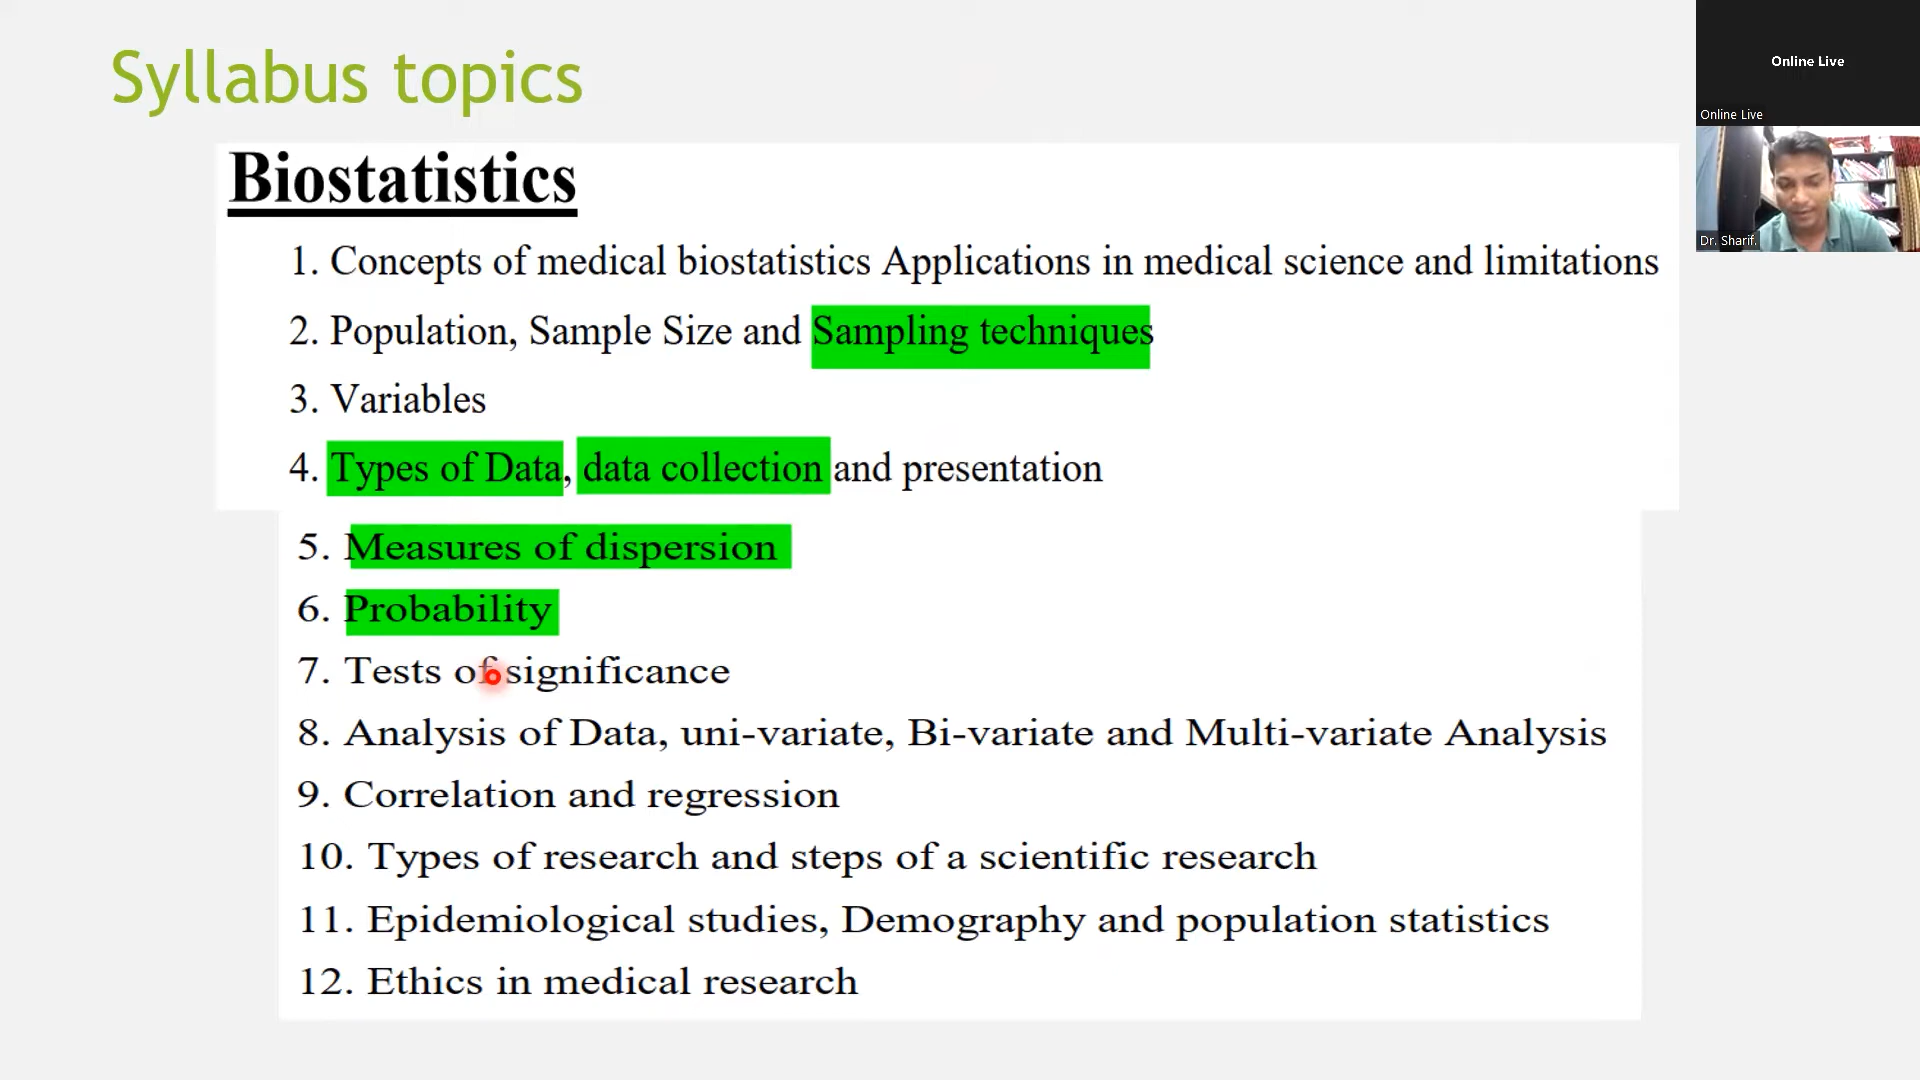 Syllabus topics
Biostatistics
1. Concepts of medical biostatistics Applications in medical science and limitations
2. Population, Sample Size and Sampling techniques
3. Variables
4. Types of Data, data collection and presentation
5. Measures of dispersion
6. Probability
7. Tests of significance
8. Analysis of Data, uni-variate, Bi-variate and Multi-variate Analysis
9. Correlation and regression
10. Types of research and steps of a scientific research
11. Epidemiological studies, Demography and population statistics
12. Ethics in medical research
Online Live
Online Live
Dr. Sharif.